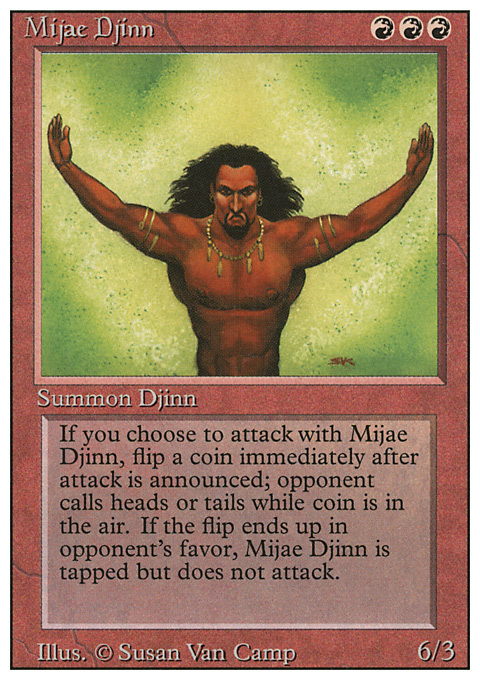 Mijae Djinn
SVC
Summon Djinn
If you choose to attack with Mijae
Djinn, flip a coin immediately after
attack is announced; opponent
calls heads or tails while coin is in
the air. If the flip ends up in
opponent's favor, Mijae Djinn is
tapped but does not attack.
Illus. © Susan Van Camp
6/3